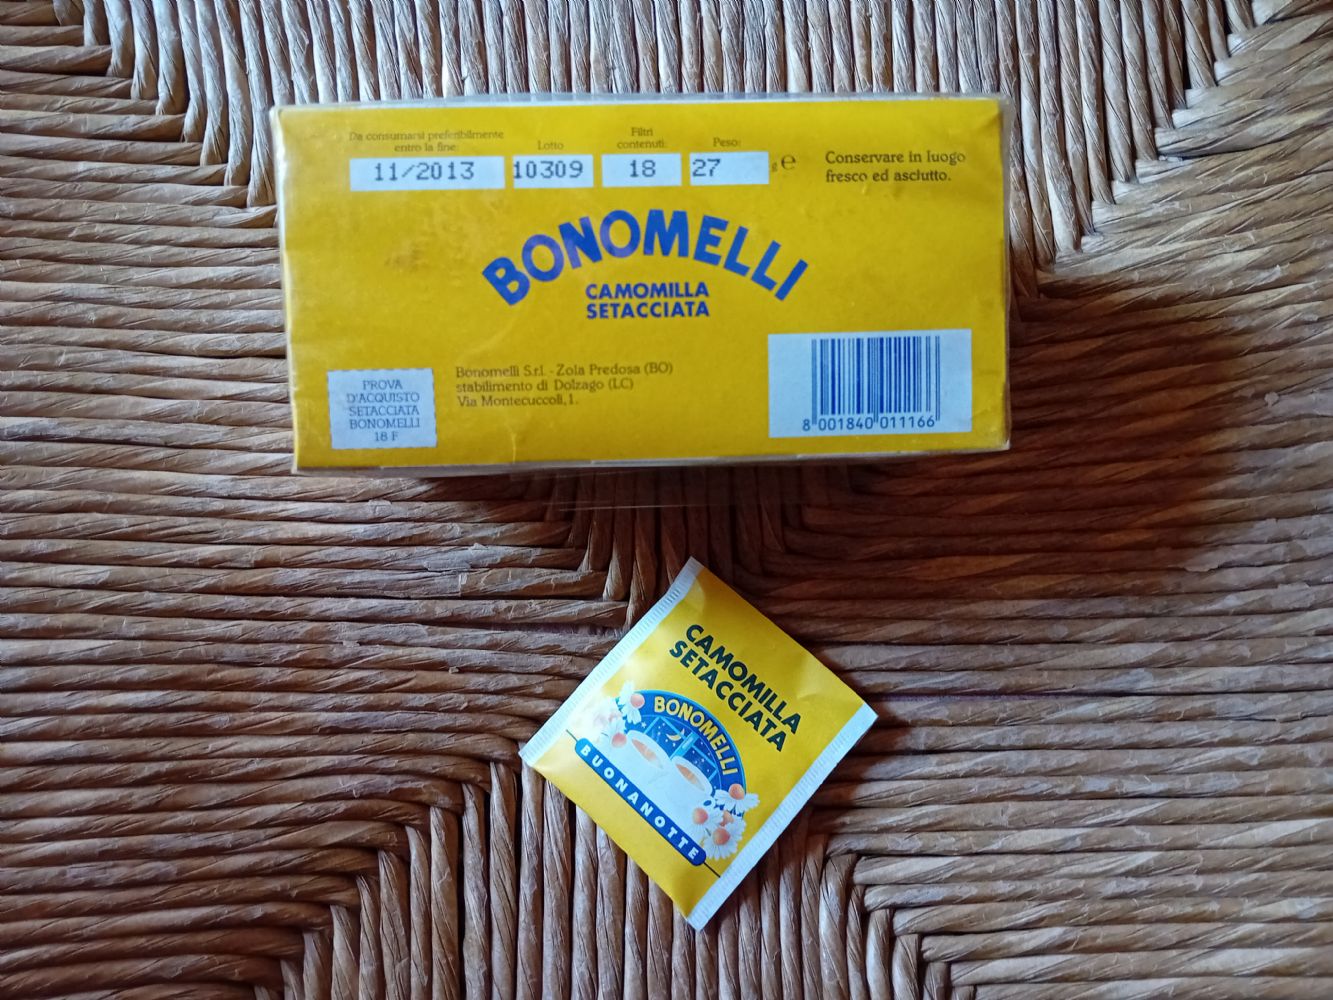 Da consumarsi preferibilmente
entro la fine:
11/2013
Lotto
10309
Filtri
contenuti:
18
Peso:
27
g e
Conservare in luogo
fresco ed asciutto.
BONOMELLI
CAMOMILLA
SETACCIATA
Bonomelli S.r.l. - Zola Predosa (BO)
stabilimento di Dolzago (LC)
Via Montecuccoli, 1.
PROVA
D'ACQUISTO
SETACCIATA
BONOMELLI
18 F
8 001840 011166
CAMOMILLA
SETACCIATA
BONOMELLI
BUONANOTTE